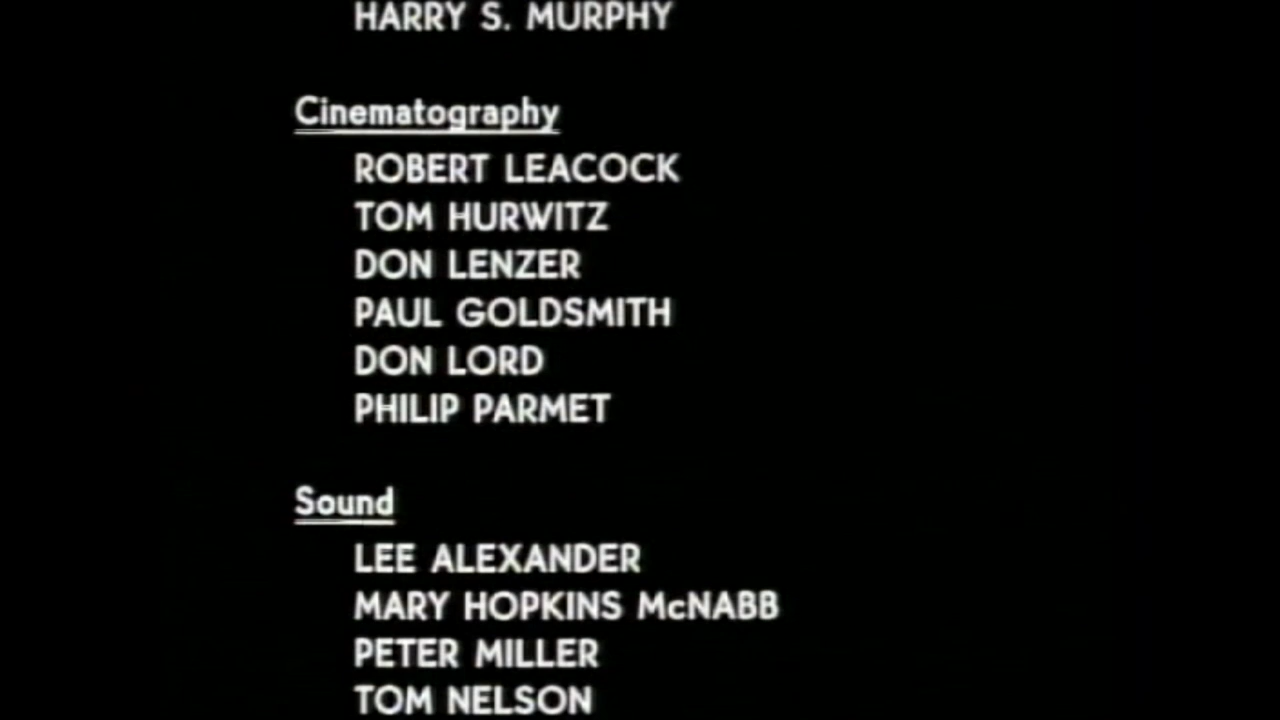 HARRY S. MURPHY
Cinematography
ROBERT LEACOCK
TOM HURWITZ
DON LENZER
PAUL GOLDSMITH
DON LORD
PHILIP PARMET
Sound
LEE ALEXANDER
MARY HOPKINS McNABB
PETER MILLER
TOM NELSON